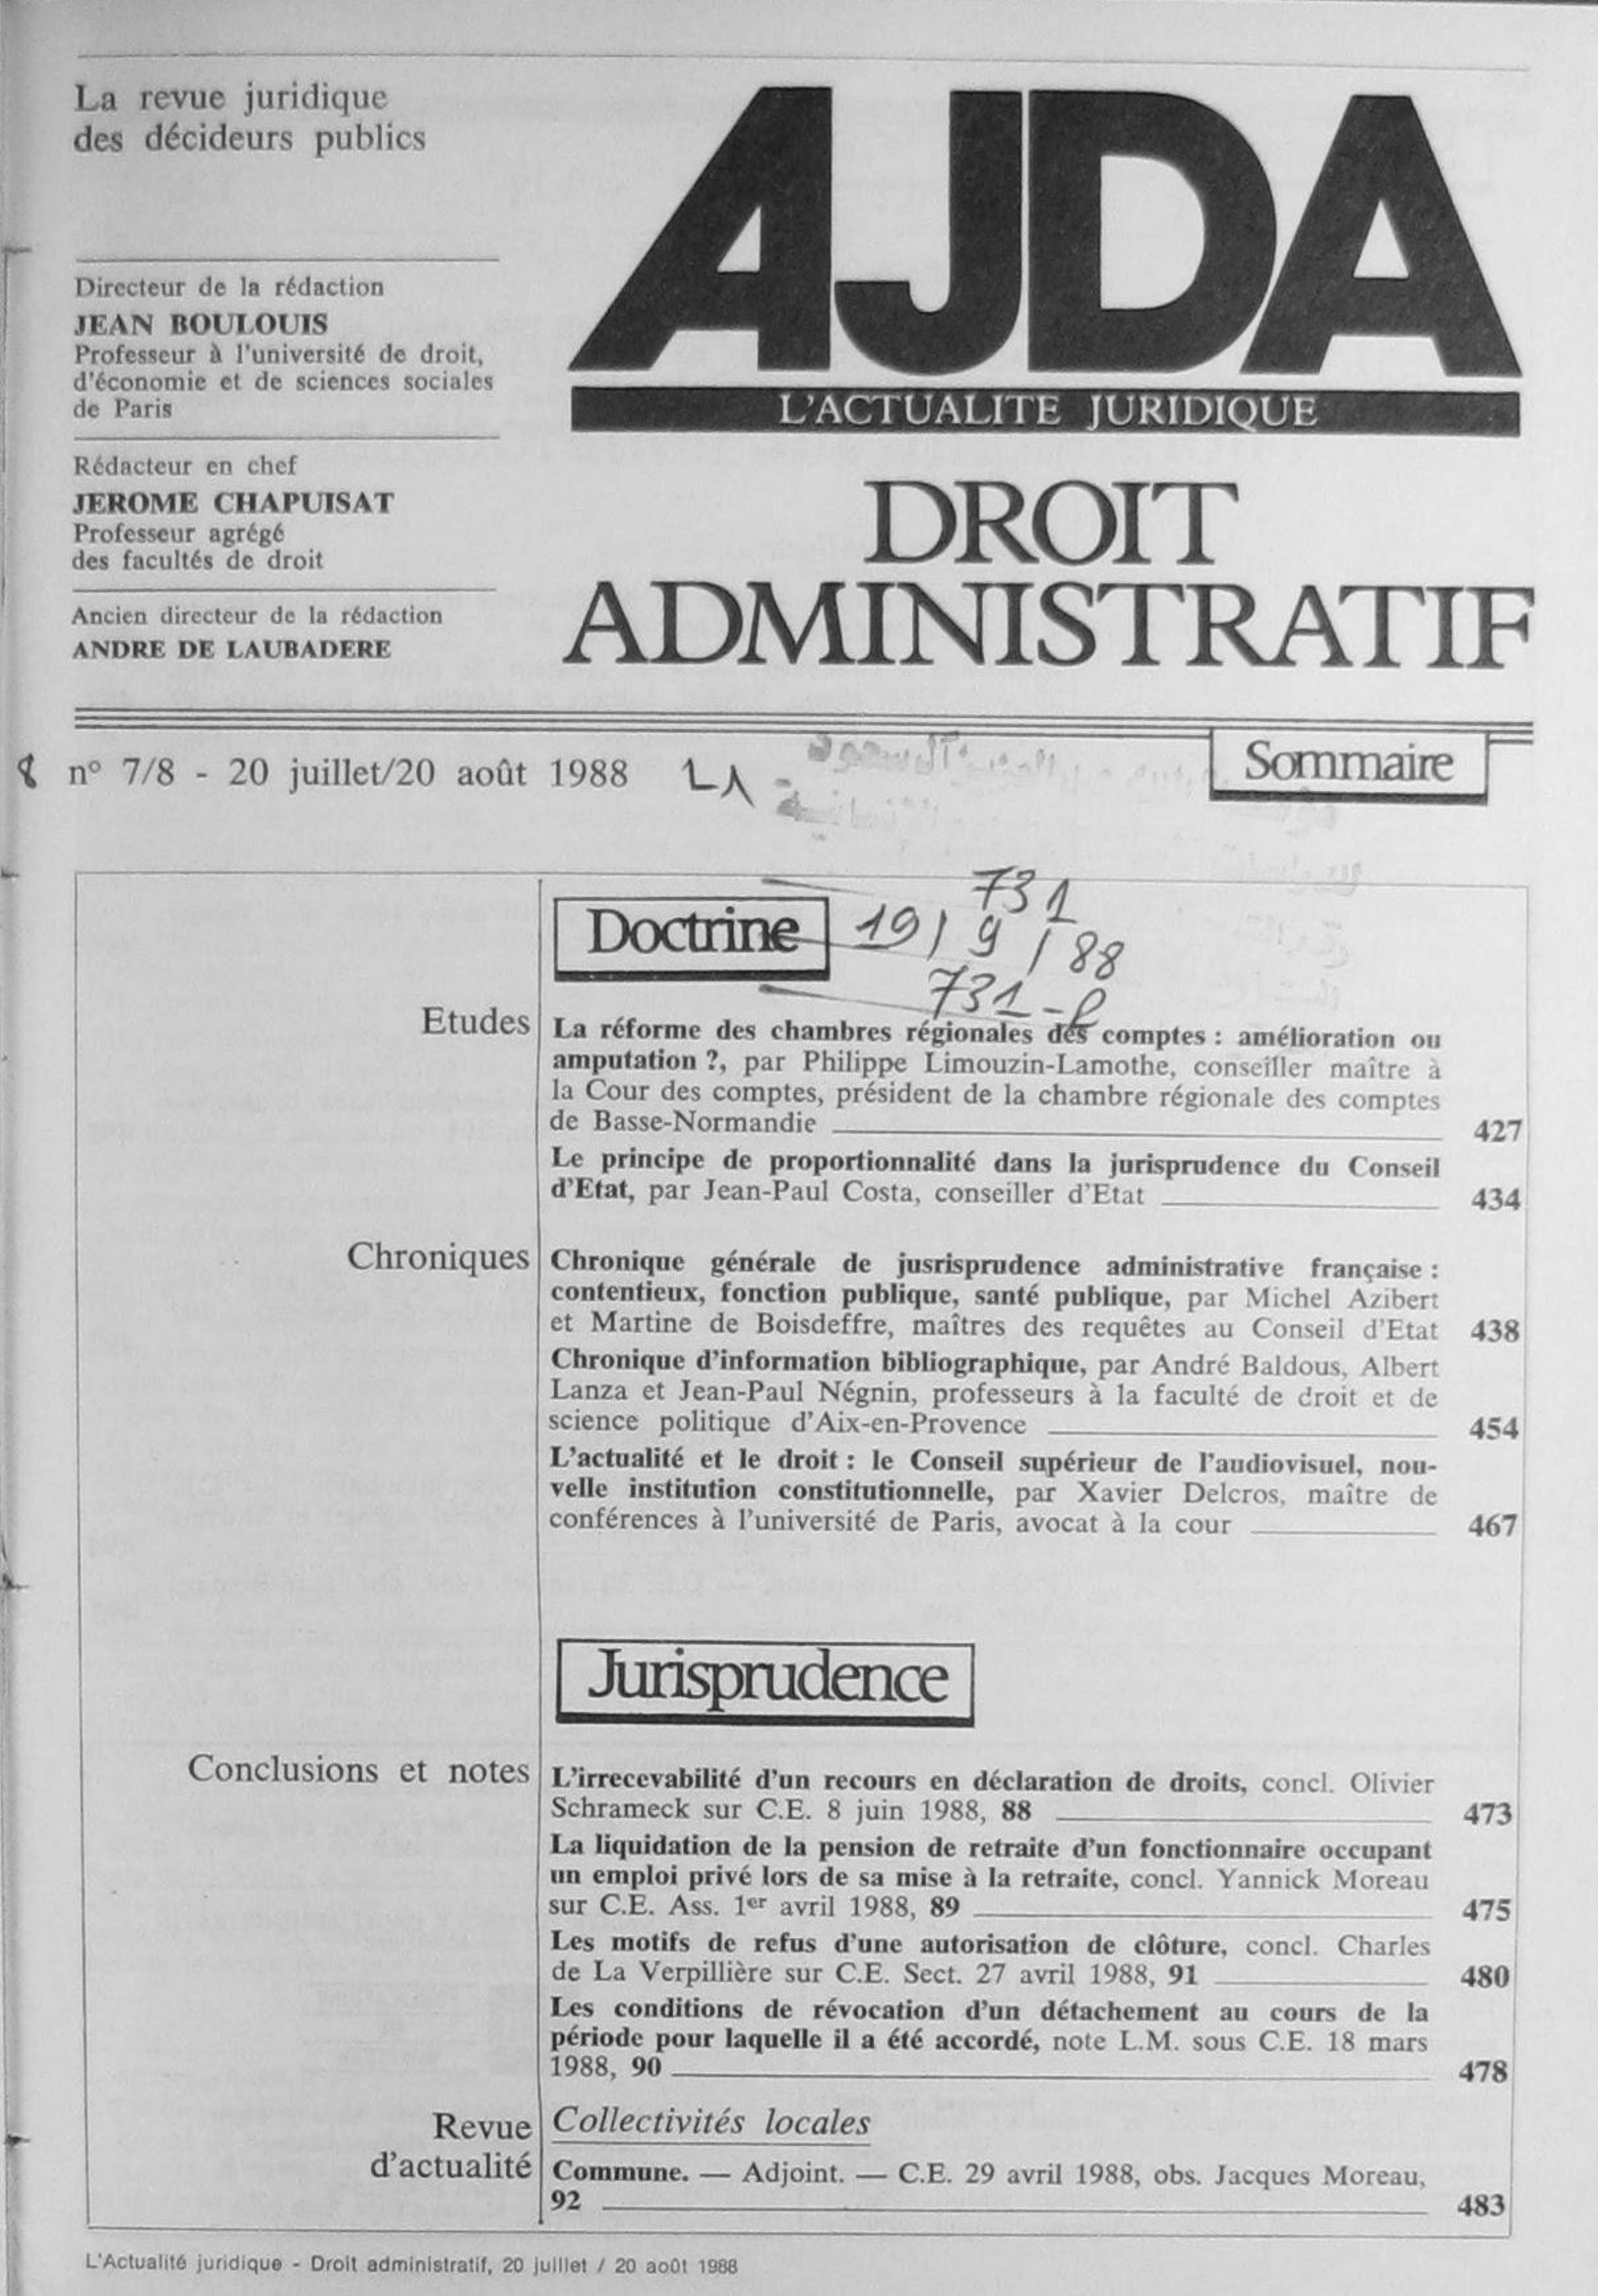 La revue juridique
des décideurs publics
AJDA
L'ACTUALITE JURIDIQUE
DROIT
ADMINISTRATIF
Directeur de la rédaction
JEAN BOULOUIS
Professeur à l'université de droit,
d'économie et de sciences sociales
de Paris
Rédacteur en chef
JEROME CHAPUISAT
Professeur agrégé
des facultés de droit
Ancien directeur de la rédaction
ANDRE DE LAUBADERE
8 n° 7/8 - 20 juillet/20 août 1988
Sommaire
731
Doctrine 19/9/88
731-
Etudes
La réforme des chambres régionales des comptes : amélioration ou
amputation ?, par Philippe Limouzin-Lamothe, conseiller maître à
la Cour des comptes, président de la chambre régionale des comptes
de Basse-Normandie 427
Le principe de proportionnalité dans la jurisprudence du Conseil
d'Etat, par Jean-Paul Costa, conseiller d'Etat 434
Chroniques
Chronique générale de jusrisprudence administrative française :
contentieux, fonction publique, santé publique, par Michel Azibert
et Martine de Boisdeffre, maîtres des requêtes au Conseil d'Etat 438
Chronique d'information bibliographique, par André Baldous, Albert
Lanza et Jean-Paul Négnin, professeurs à la faculté de droit et de
science politique d'Aix-en-Provence 454
L'actualité et le droit : le Conseil supérieur de l'audiovisuel, nou-
velle institution constitutionnelle, par Xavier Delcros, maître de
conférences à l'université de Paris, avocat à la cour 467
Jurisprudence
Conclusions et notes
L'irrecevabilité d'un recours en déclaration de droits, concl. Olivier
Schrameck sur C.E. 8 juin 1988, 88 473
La liquidation de la pension de retraite d'un fonctionnaire occupant
un emploi privé lors de sa mise à la retraite, concl. Yannick Moreau
sur C.E. Ass. 1er avril 1988, 89 475
Les motifs de refus d'une autorisation de clôture, concl. Charles
de La Verpillière sur C.E. Sect. 27 avril 1988, 91 480
Les conditions de révocation d'un détachement au cours de la
période pour laquelle il a été accordé, note L.M. sous C.E. 18 mars
1988, 90 478
Revue
d'actualité
Collectivités locales
Commune. — Adjoint. — C.E. 29 avril 1988, obs. Jacques Moreau,
92 483
L'Actualité juridique - Droit administratif, 20 juillet / 20 août 1988